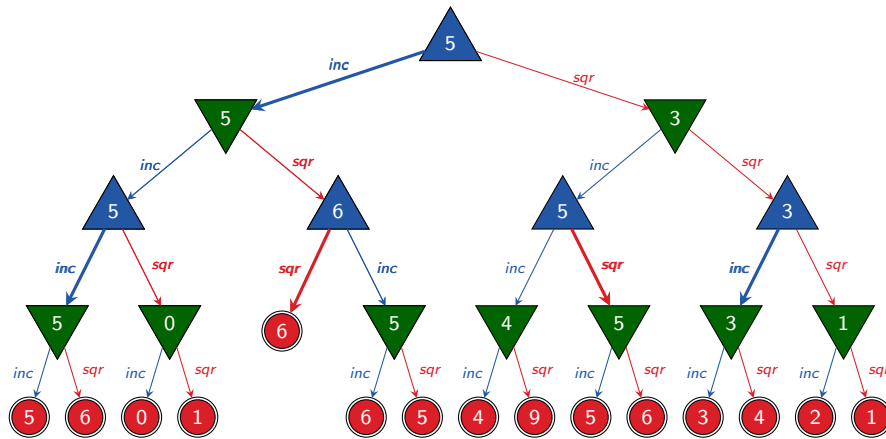 5
inc sqr
5 3
inc sqr inc sqr
5 6 5 3
inc sqr sqr inc inc sqr inc sqr
5 0 6 5 4 5 3 1
inc sqr inc sqr inc sqr inc sqr inc sqr inc sqr inc sqr
5 6 0 1 6 5 4 9 5 6 3 4 2 1